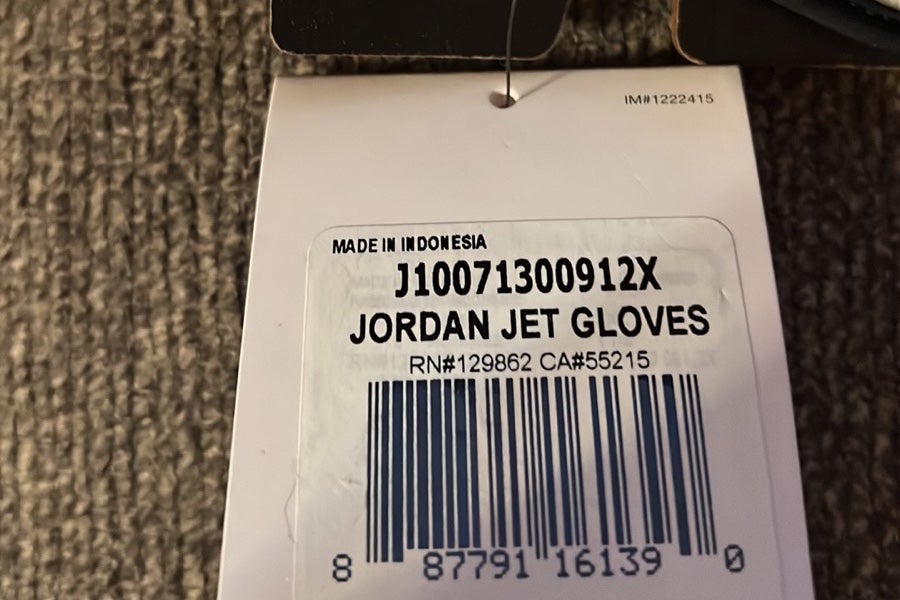 IM#1222415
MADE IN INDONESIA
J10071300912X
JORDAN JET GLOVES
RN#129862 CA#55215
8 87791 16139 0